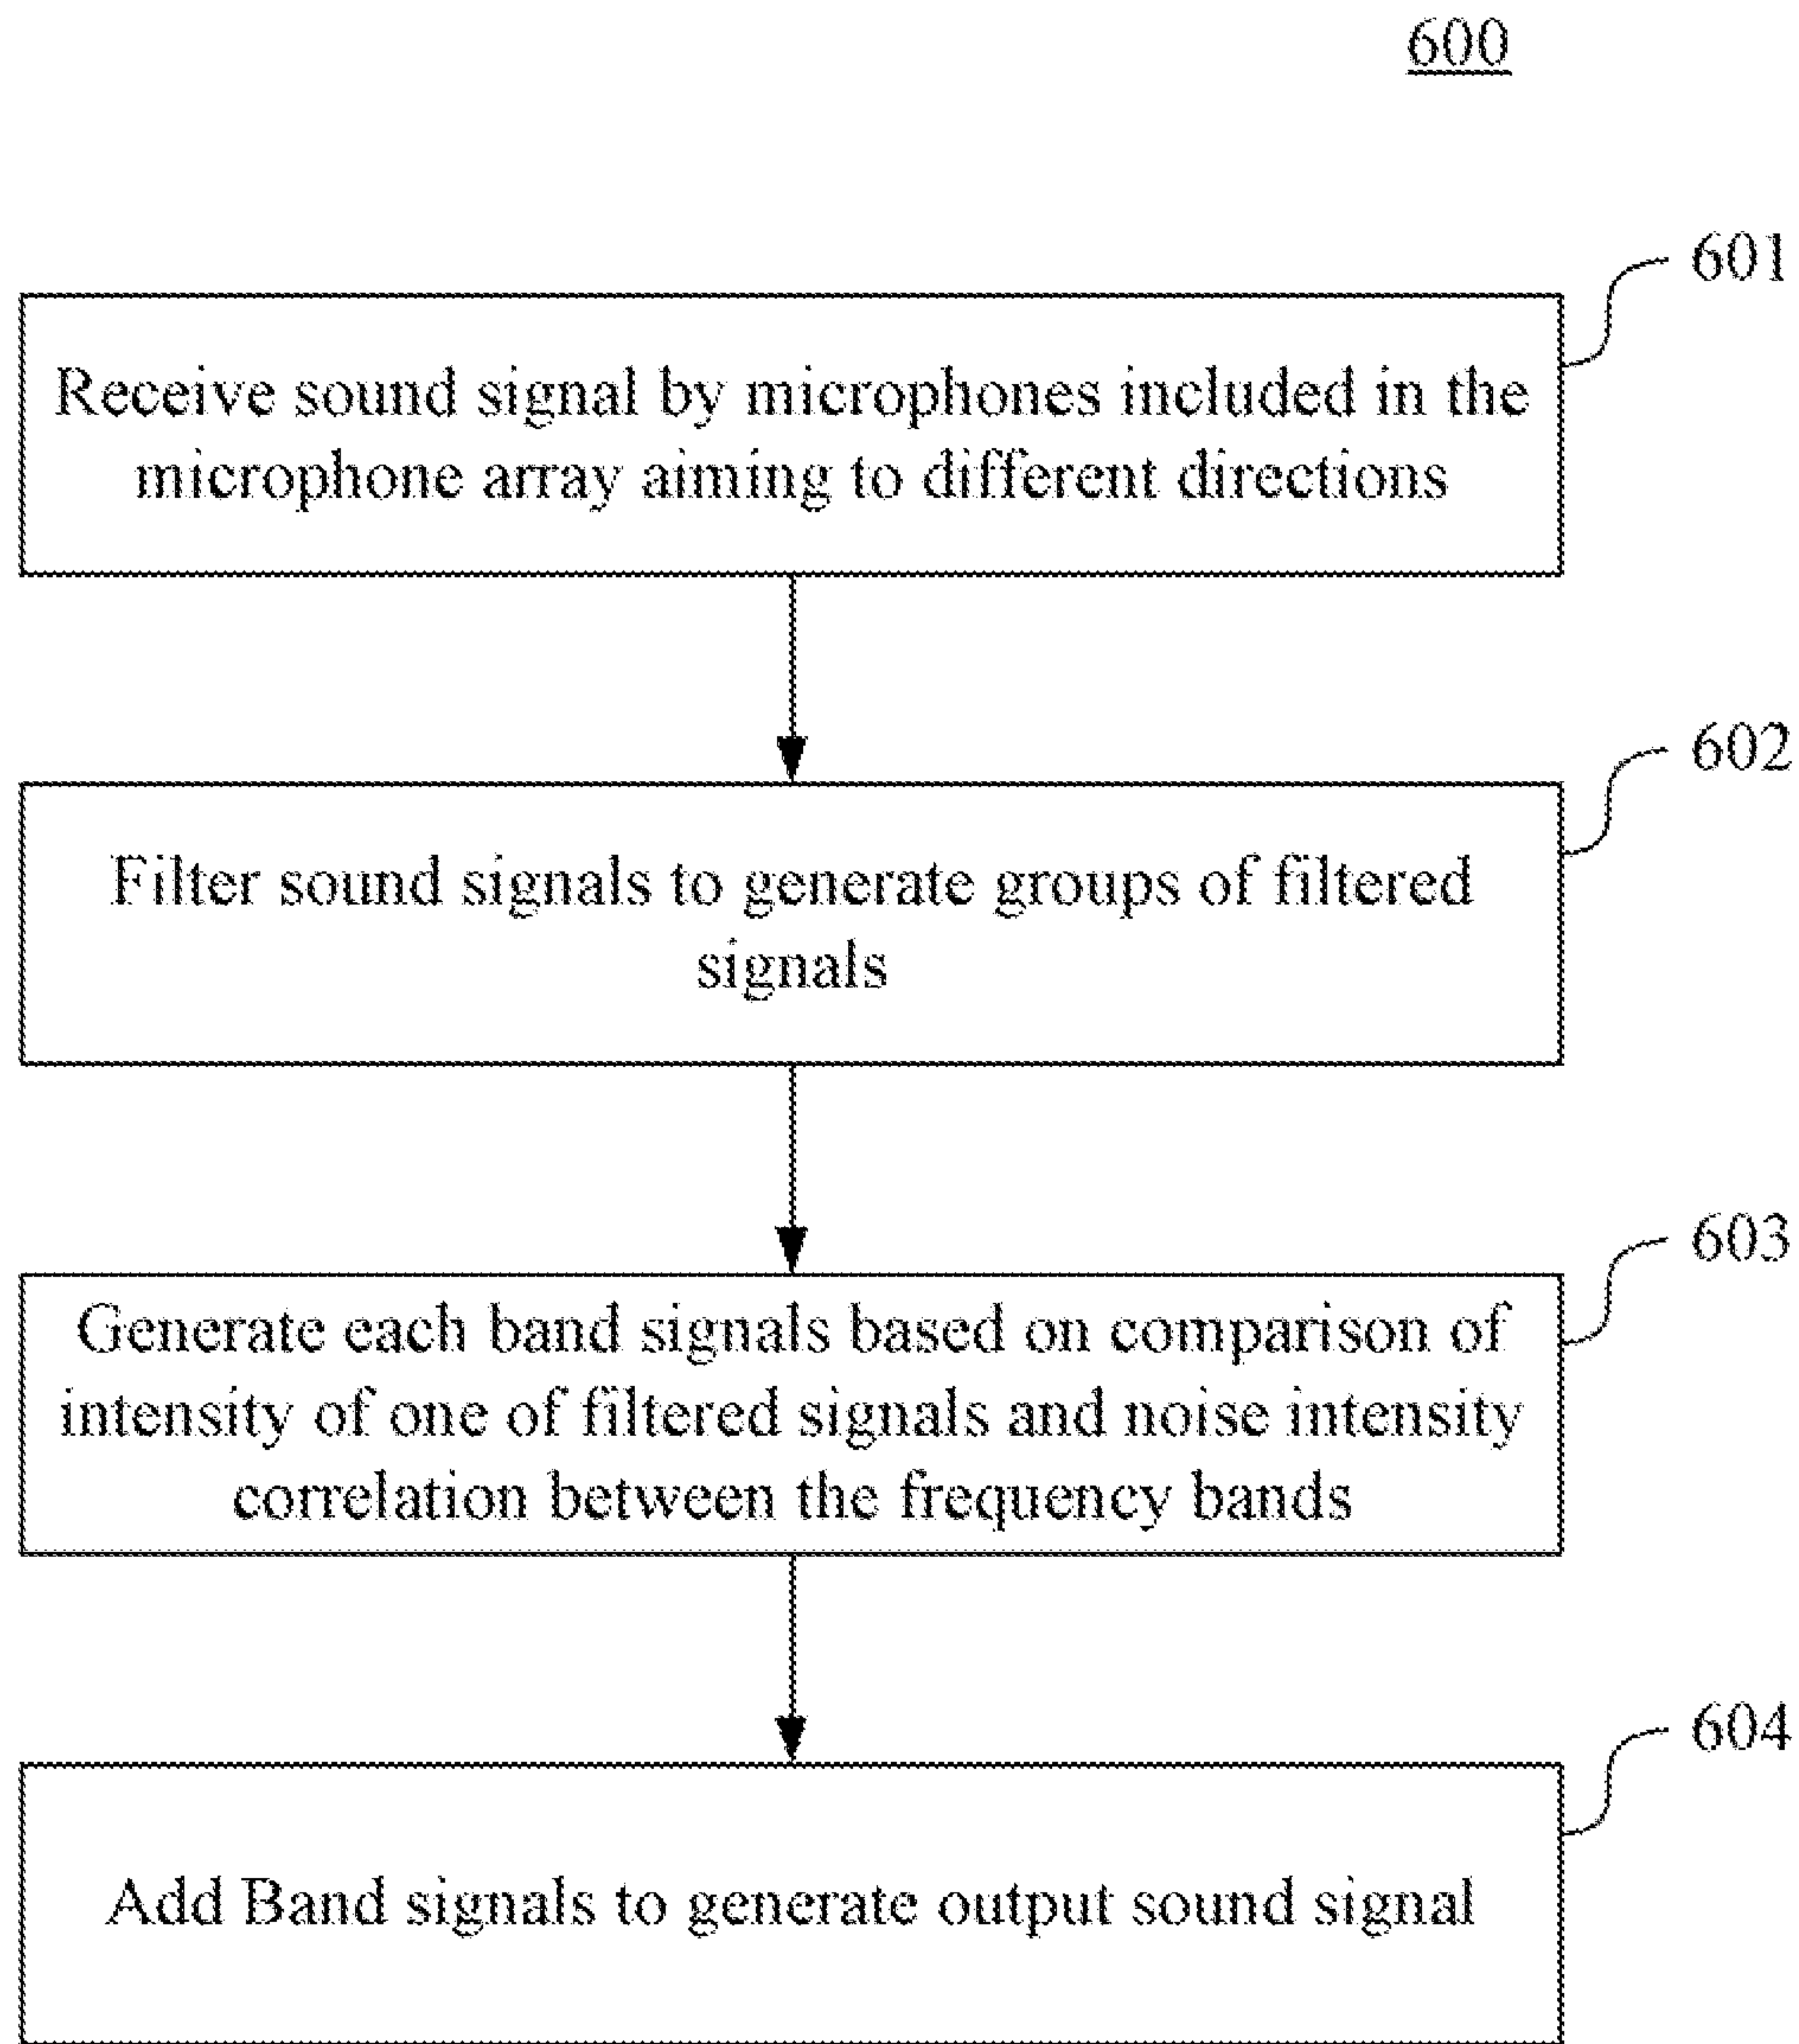 600
601
Receive sound signal by microphones included in the
microphone array aiming to different directions
602
Filter sound signals to generate groups of filtered
signals
603
Generate each band signals based on comparison of
intensity of one of filtered signals and noise intensity
correlation between the frequency bands
604
Add Band signals to generate output sound signal